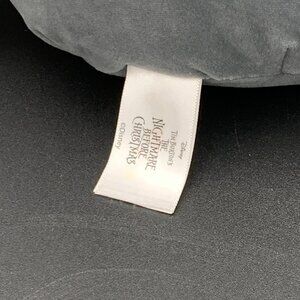 Disney
Tim Burton's
THE
NIGHTMARE
BEFORE
CHRISTMAS
©Disney